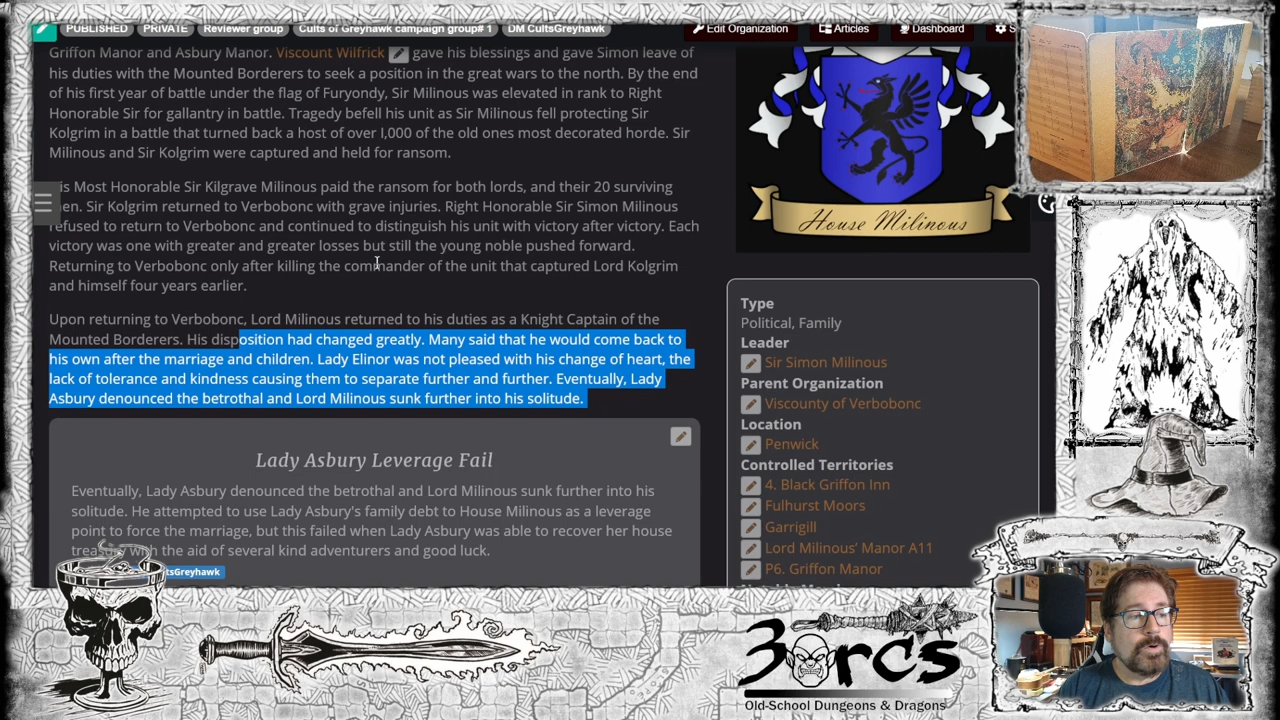 PUBLISHED PRIVATE Reviewer group Cults of Greyhawk campaign group# 1 DM CultsGreyhawk
Edit Organization Articles Dashboard S
Griffon Manor and Asbury Manor. Viscount Wilfrick gave his blessings and gave Simon leave of
his duties with the Mounted Borderers to seek a position in the great wars to the north. By the end
of his first year of battle under the flag of Furyondy, Sir Milinous was elevated in rank to Right
Honorable Sir for gallantry in battle. Tragedy befell his unit as Sir Milinous fell protecting Sir
Kolgrim in a battle that turned back a host of over 1,000 of the old ones most decorated horde. Sir
Milinous and Sir Kolgrim were captured and held for ransom.
is Most Honorable Sir Kilgrave Milinous paid the ransom for both lords, and their 20 surviving
en. Sir Kolgrim returned to Verbobonc with grave injuries. Right Honorable Sir Simon Milinous
refused to return to Verbobonc and continued to distinguish his unit with victory after victory. Each
victory was one with greater and greater losses but still the young noble pushed forward.
Returning to Verbobonc only after killing the commander of the unit that captured Lord Kolgrim
and himself four years earlier.
Upon returning to Verbobonc, Lord Milinous returned to his duties as a Knight Captain of the
Mounted Borderers. His disposition had changed greatly. Many said that he would come back to
his own after the marriage and children. Lady Elinor was not pleased with his change of heart, the
lack of tolerance and kindness causing them to separate further and further. Eventually, Lady
Asbury denounced the betrothal and Lord Milinous sunk further into his solitude.
Lady Asbury Leverage Fail
Eventually, Lady Asbury denounced the betrothal and Lord Milinous sunk further into his
solitude. He attempted to use Lady Asbury's family debt to House Milinous as a leverage
point to force the marriage, but this failed when Lady Asbury was able to recover her house
treasury with the aid of several kind adventurers and good luck.
tsGreyhawk
House Milinous
Type
Political, Family
Leader
Sir Simon Milinous
Parent Organization
Viscounty of Verbobonc
Location
Penwick
Controlled Territories
4. Black Griffon Inn
Fulhurst Moors
Garrigill
Lord Milinous' Manor A11
P6. Griffon Manor
3 orcs
Old-School Dungeons & Dragons